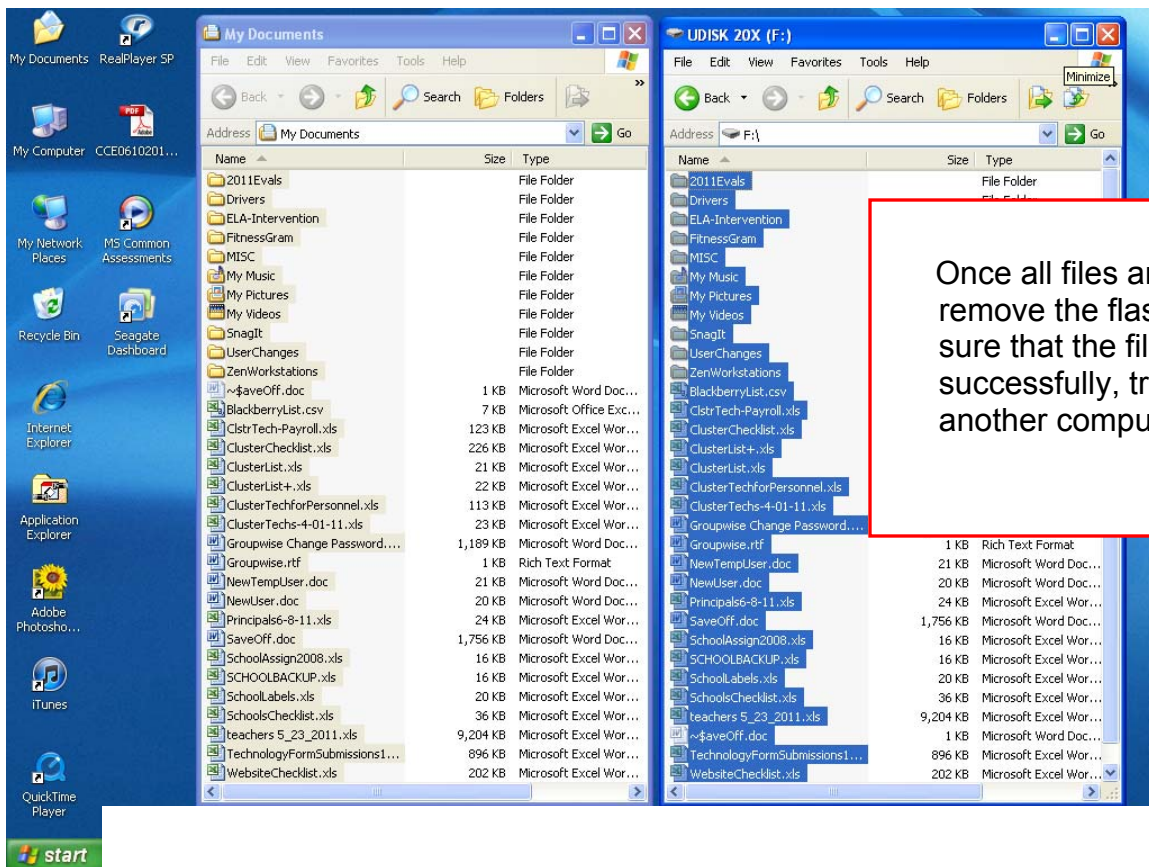 My Documents
RealPlayer SP
My Computer
CCE0610201...
My Network Places
MS Common Assessments
Recycle Bin
Seagate Dashboard
Internet Explorer
Application Explorer
Adobe Photosho...
iTunes
QuickTime Player
start
My Documents
File Edit View Favorites Tools Help
Back Search Folders
Address My Documents Go
Name Size Type
2011Evals File Folder
Drivers File Folder
ELA-Intervention File Folder
FitnessGram File Folder
MISC File Folder
My Music File Folder
My Pictures File Folder
My Videos File Folder
SnagIt File Folder
UserChanges File Folder
ZenWorkstations File Folder
~$aveOff.doc 1 KB Microsoft Word Doc...
BlackberryList.csv 7 KB Microsoft Office Exc...
ClstrTech-Payroll.xls 123 KB Microsoft Excel Wor...
ClusterChecklist.xls 226 KB Microsoft Excel Wor...
ClusterList.xls 21 KB Microsoft Excel Wor...
ClusterList+.xls 22 KB Microsoft Excel Wor...
ClusterTechforPersonnel.xls 113 KB Microsoft Excel Wor...
ClusterTechs-4-01-11.xls 23 KB Microsoft Excel Wor...
Groupwise Change Password.... 1,189 KB Microsoft Word Doc...
Groupwise.rtf 1 KB Rich Text Format
NewTempUser.doc 21 KB Microsoft Word Doc...
NewUser.doc 20 KB Microsoft Word Doc...
Principals6-8-11.xls 24 KB Microsoft Excel Wor...
SaveOff.doc 1,756 KB Microsoft Word Doc...
SchoolAssign2008.xls 16 KB Microsoft Excel Wor...
SCHOOLBACKUP.xls 16 KB Microsoft Excel Wor...
SchoolLabels.xls 20 KB Microsoft Excel Wor...
SchoolsChecklist.xls 36 KB Microsoft Excel Wor...
teachers 5_23_2011.xls 9,204 KB Microsoft Excel Wor...
TechnologyFormSubmissions1... 896 KB Microsoft Excel Wor...
WebsiteChecklist.xls 202 KB Microsoft Excel Wor...
UDISK 20X (F:)
File Edit View Favorites Tools Help
Minimize
Back Search Folders
Address F:\ Go
Name Size Type
2011Evals File Folder
Drivers
ELA-Intervention
FitnessGram
MISC
My Music
My Pictures
My Videos
SnagIt
UserChanges
ZenWorkstations
BlackberryList.csv
ClstrTech-Payroll.xls
ClusterChecklist.xls
ClusterList+.xls
ClusterList.xls
ClusterTechforPersonnel.xls
ClusterTechs-4-01-11.xls
Groupwise Change Password....
Groupwise.rtf 1 KB Rich Text Format
NewTempUser.doc 21 KB Microsoft Word Doc...
NewUser.doc 20 KB Microsoft Word Doc...
Principals6-8-11.xls 24 KB Microsoft Excel Wor...
SaveOff.doc 1,756 KB Microsoft Word Doc...
SchoolAssign2008.xls 16 KB Microsoft Excel Wor...
SCHOOLBACKUP.xls 16 KB Microsoft Excel Wor...
SchoolLabels.xls 20 KB Microsoft Excel Wor...
SchoolsChecklist.xls 36 KB Microsoft Excel Wor...
teachers 5_23_2011.xls 9,204 KB Microsoft Excel Wor...
~$aveOff.doc 1 KB Microsoft Word Doc...
TechnologyFormSubmissions1... 896 KB Microsoft Excel Wor...
WebsiteChecklist.xls 202 KB Microsoft Excel Wor...
Once all files
remove the
sure that the
successfully,
another